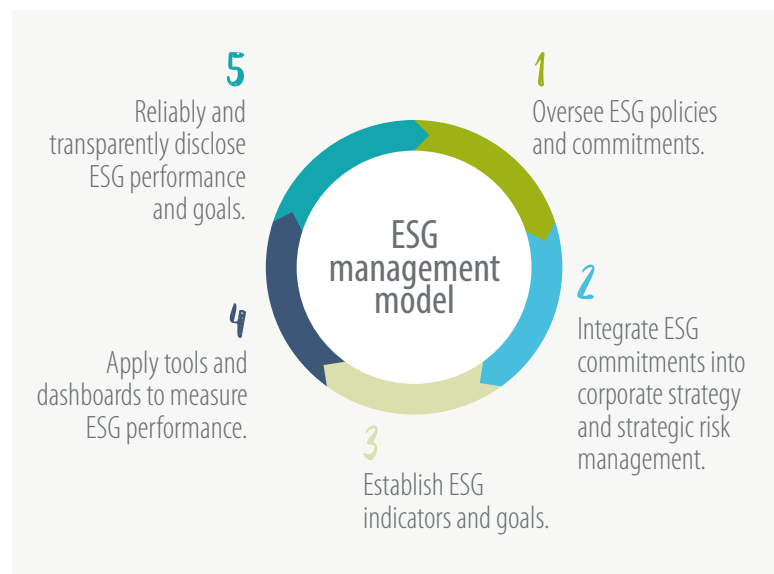 ESG
management
model
1
Oversee ESG policies
and commitments.
2
Integrate ESG
commitments into
corporate strategy
and strategic risk
management.
3
Establish ESG
indicators and goals.
4
Apply tools and
dashboards to measure
ESG performance.
5
Reliably and
transparently disclose
ESG performance
and goals.